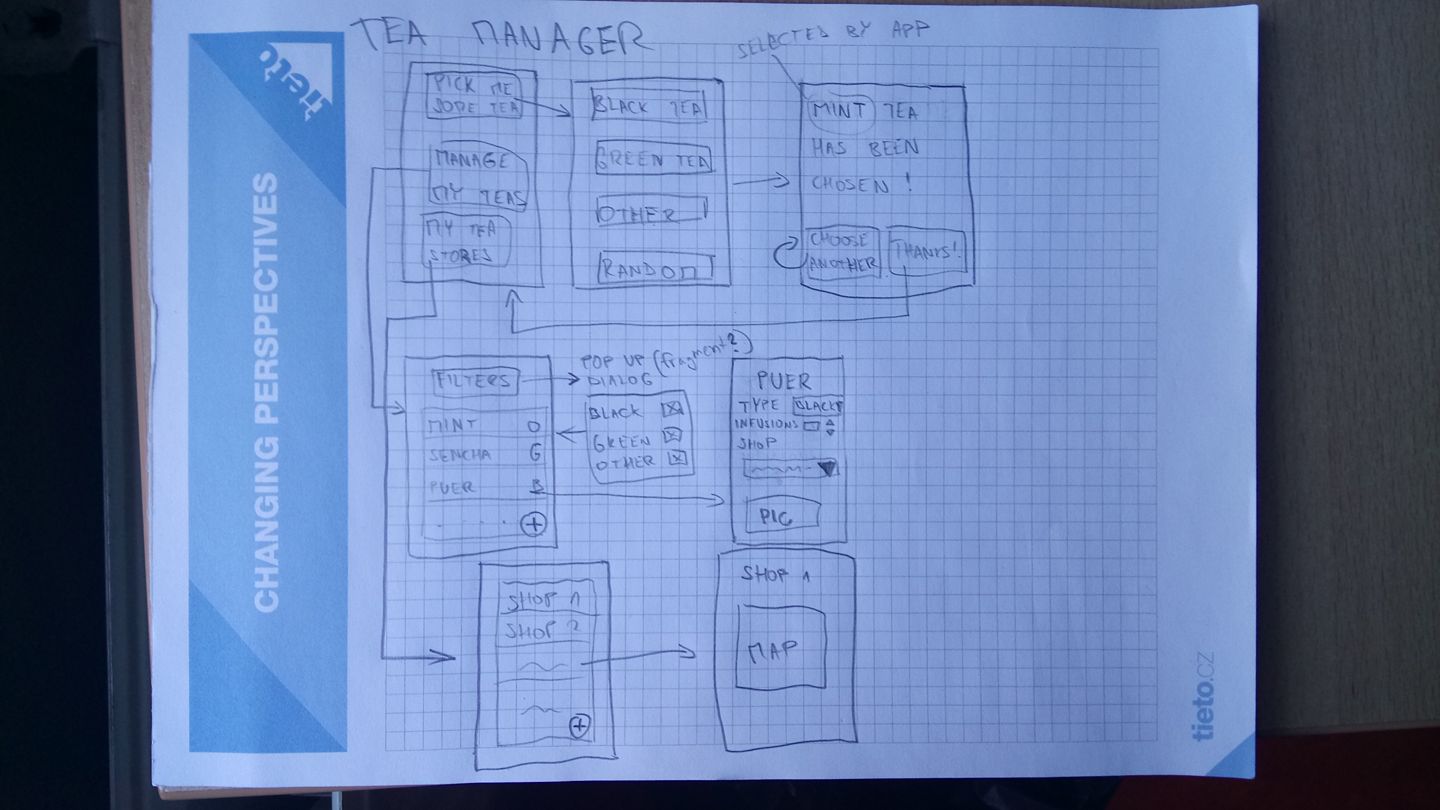 TEA MANAGER
SELECTED BY APP
PICK ME
SOME TEA
MANAGE
MY TEAS
MY TEA
STORES
BLACK TEA
GREEN TEA
OTHER
RANDOM
MINT TEA
HAS BEEN
CHOSEN !
CHOOSE
ANOTHER
THANKS!
FILTERS
MINT O
SENCHA G
PUER B
+
POP UP (fragment?)
DIALOG
BLACK
GREEN
OTHER
PUER
TYPE BLACK
INFUSIONS
SHOP
PIC
SHOP 1
SHOP 2
+
SHOP 1
MAP
tieto
CHANGING PERSPECTIVES
tieto.cz